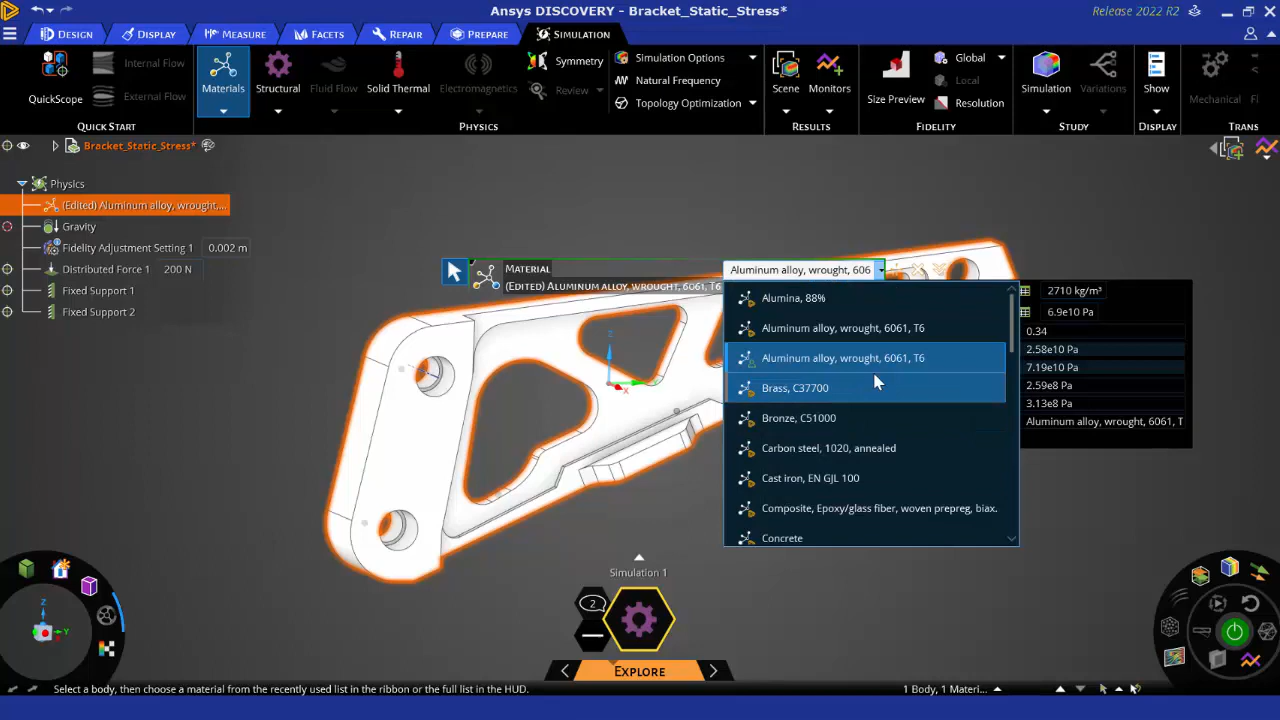 Ansys DISCOVERY - Bracket_Static_Stress*
Release 2022 R2
DESIGN
DISPLAY
MEASURE
FACETS
REPAIR
PREPARE
SIMULATION
QuickScope
Internal Flow
External Flow
Materials
Structural
Fluid Flow
Solid Thermal
Electromagnetics
Symmetry
Review
Simulation Options
Natural Frequency
Topology Optimization
Scene
Monitors
Size Preview
Global
Local
Resolution
Simulation
Variations
Show
Mechanical
Fl
QUICK START
PHYSICS
RESULTS
FIDELITY
STUDY
DISPLAY
TRANS
Bracket_Static_Stress*
Physics
(Edited) Aluminum alloy, wrought,...
Gravity
Fidelity Adjustment Setting 1 0.002 m
Distributed Force 1 200 N
Fixed Support 1
Fixed Support 2
MATERIAL
(EDITED) ALUMINUM ALLOY, WROUGHT, 6061, T6
Aluminum alloy, wrought, 606
Alumina, 88%
Aluminum alloy, wrought, 6061, T6
Aluminum alloy, wrought, 6061, T6
Brass, C37700
Bronze, C51000
Carbon steel, 1020, annealed
Cast iron, EN GJL 100
Composite, Epoxy/glass fiber, woven prepreg, biax.
Concrete
2710 kg/m³
6.9e10 Pa
0.34
2.58e10 Pa
7.19e10 Pa
2.59e8 Pa
3.13e8 Pa
Aluminum alloy, wrought, 6061, T
Z
X
Z
Y
Simulation 1
2
EXPLORE
Select a body, then choose a material from the recently used list in the ribbon or the full list in the HUD.
1 Body, 1 Materi...